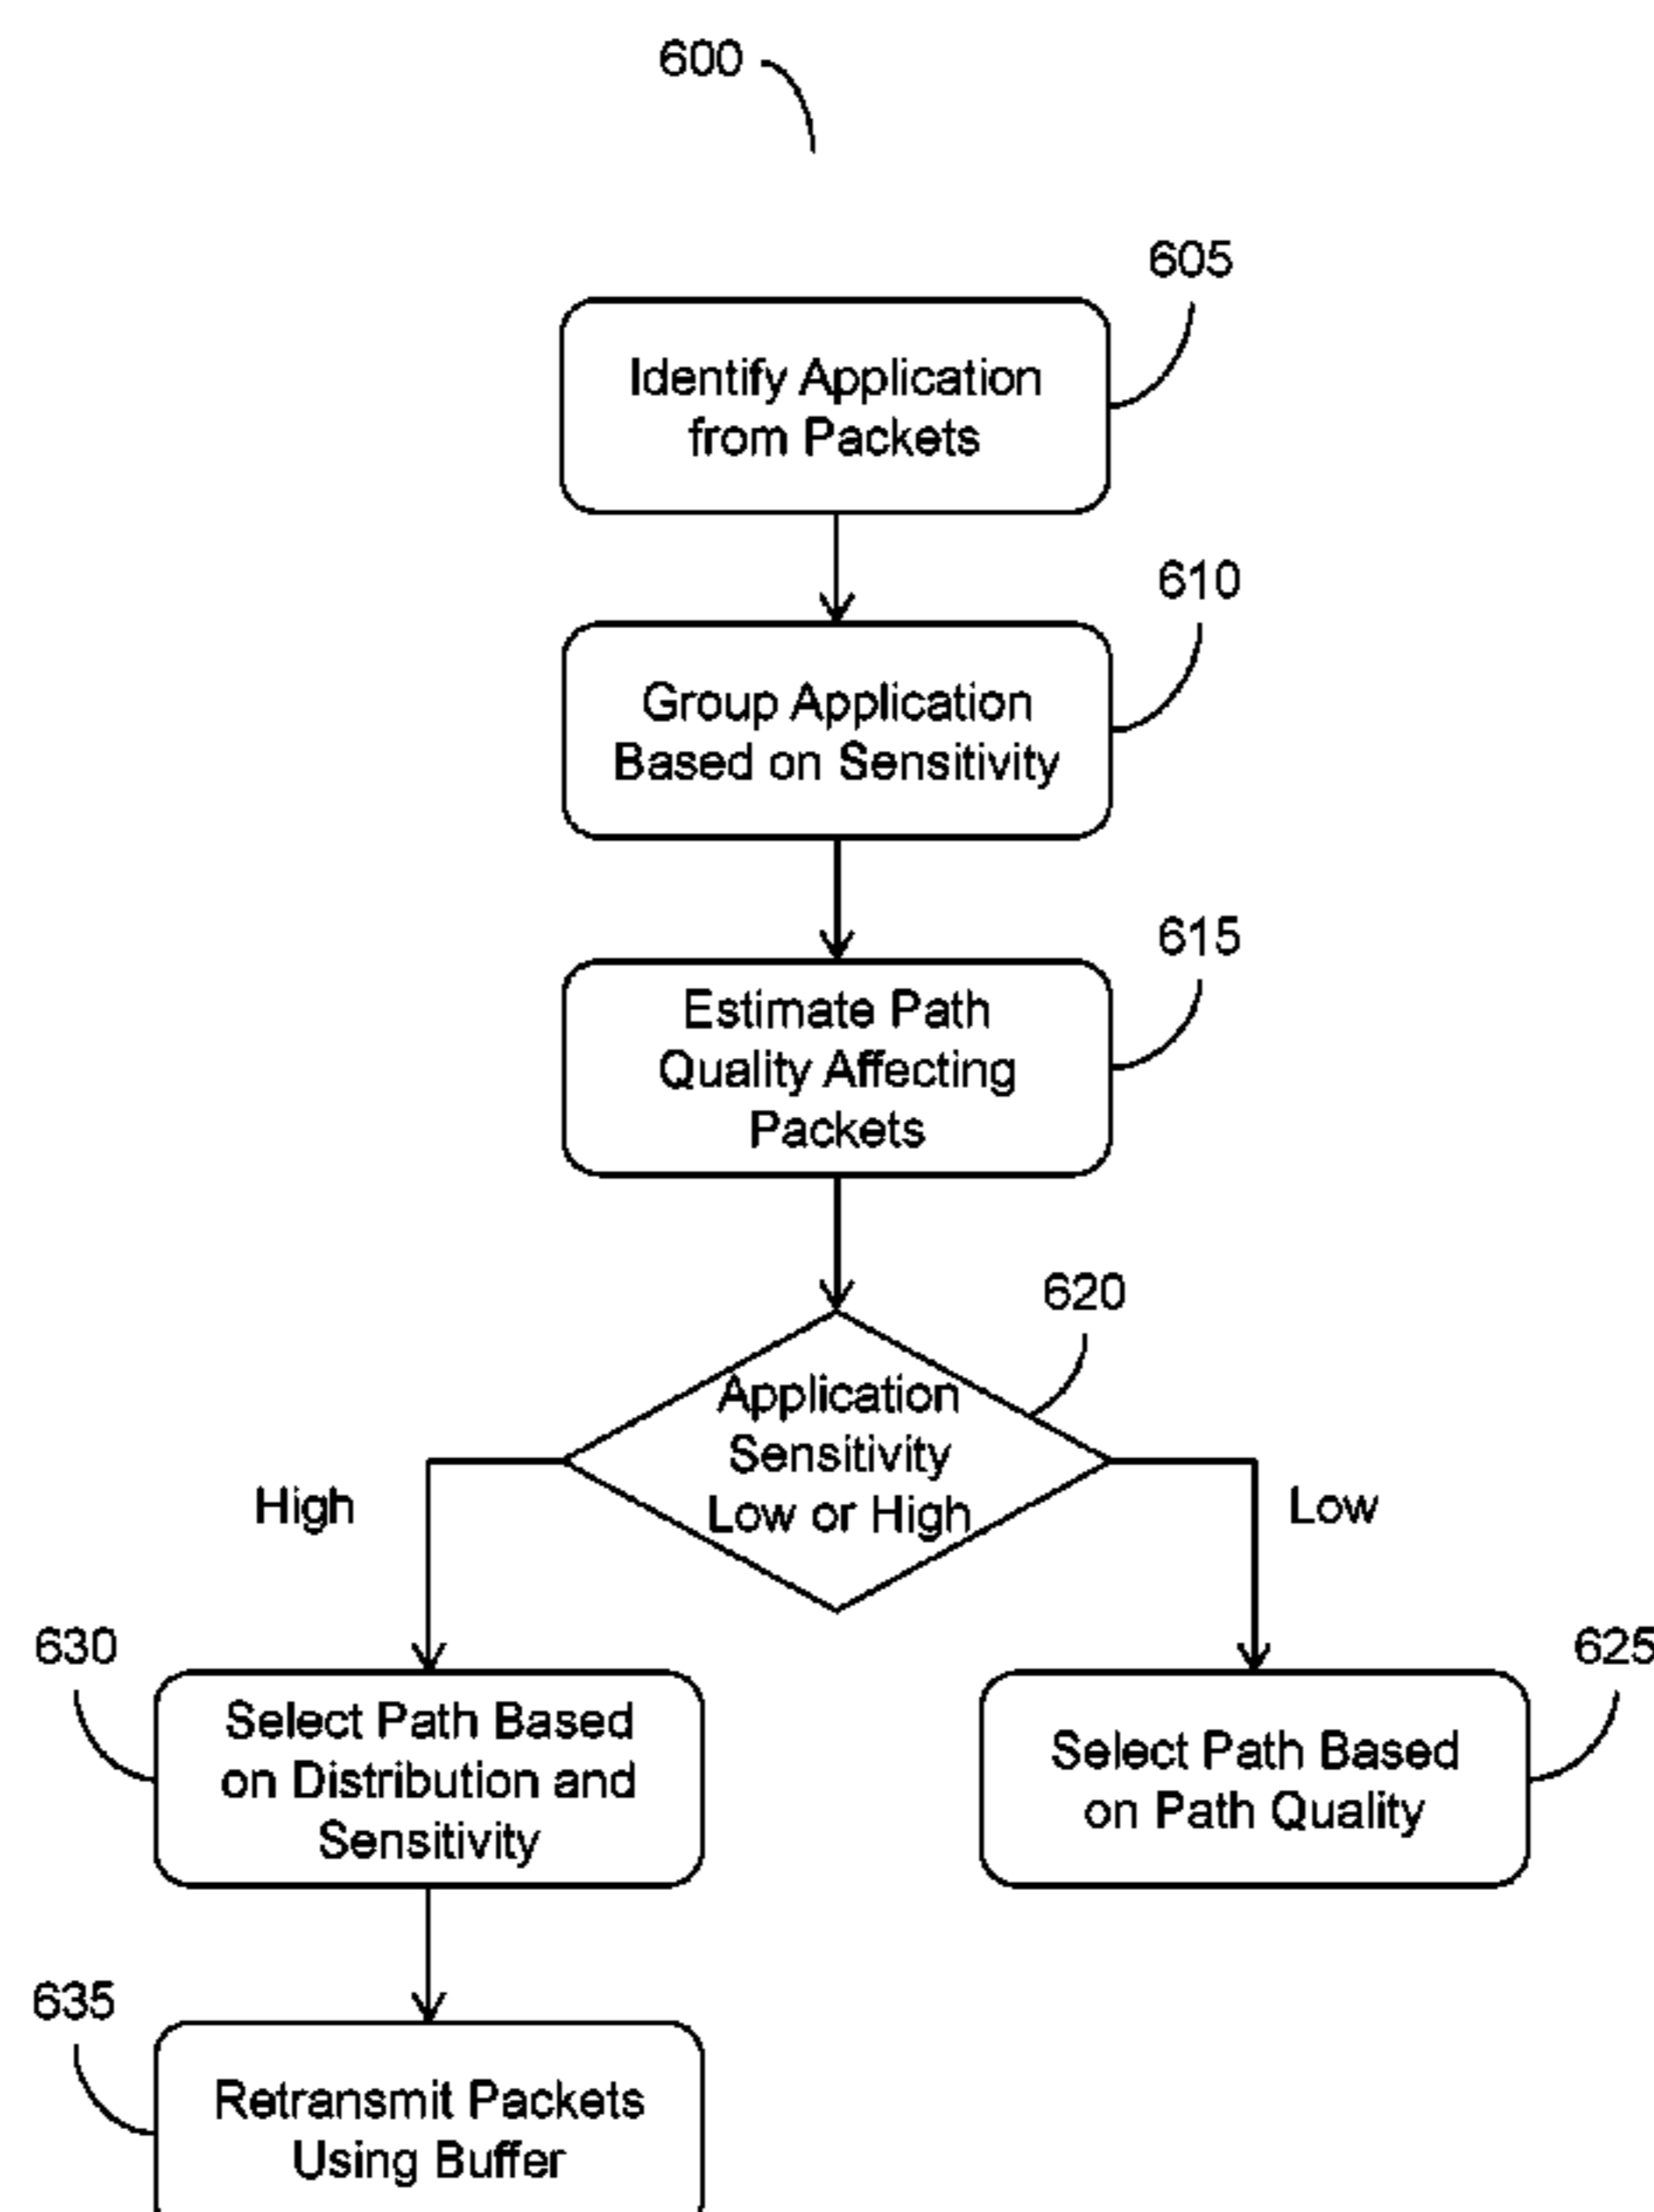 600
605
Identify Application
from Packets
610
Group Application
Based on Sensitivity
615
Estimate Path
Quality Affecting
Packets
620
Application
Sensitivity
Low or High
High
Low
630
Select Path Based
on Distribution and
Sensitivity
625
Select Path Based
on Path Quality
635
Retransmit Packets
Using Buffer